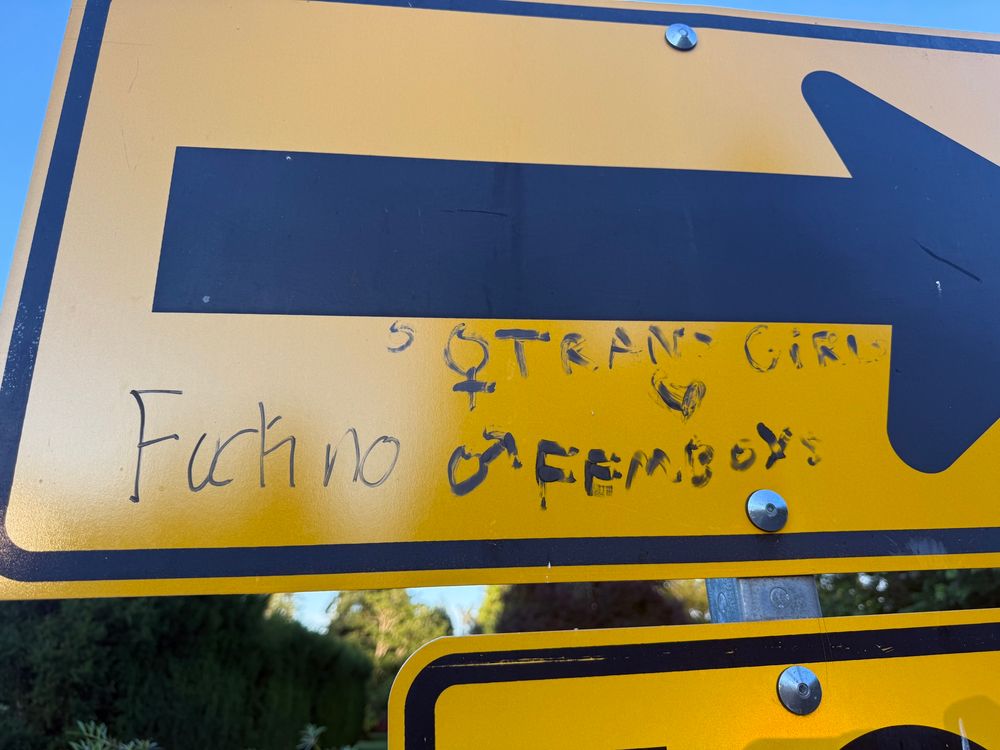 S ♀ TRANS GIRLS
Fuck no ♂ FEMBOYS